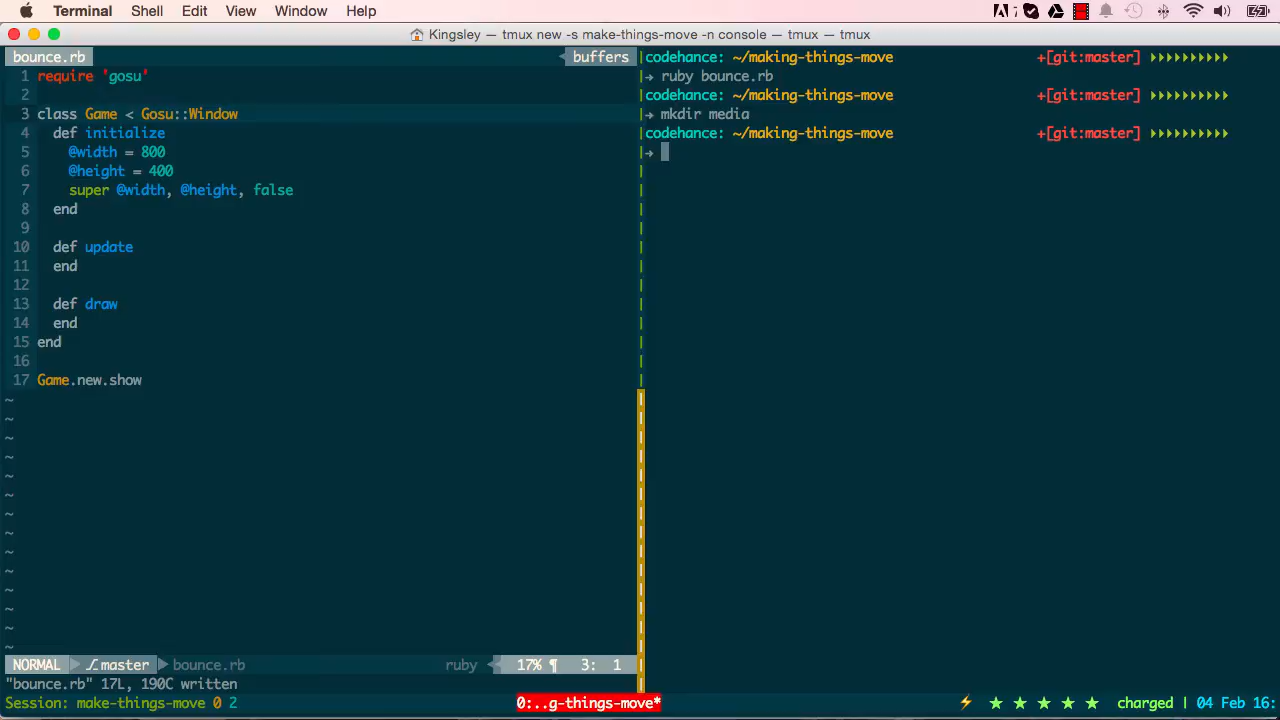 Terminal Shell Edit View Window Help
Kingsley — tmux new -s make-things-move -n console — tmux — tmux
bounce.rb buffers
1 require 'gosu'
2
3 class Game < Gosu::Window
4 def initialize
5 @width = 800
6 @height = 400
7 super @width, @height, false
8 end
9
10 def update
11 end
12
13 def draw
14 end
15 end
16
17 Game.new.show
~
~
~
~
~
~
~
~
~
~
~
~
~
~
NORMAL master bounce.rb ruby 17% ¶ 3: 1
"bounce.rb" 17L, 190C written
codehance: ~/making-things-move +[git:master]
→ ruby bounce.rb
codehance: ~/making-things-move +[git:master]
→ mkdir media
codehance: ~/making-things-move +[git:master]
→
Session: make-things-move 0 2 0:..g-things-move* ⚡ ★ ★ ★ ★ ★ charged | 04 Feb 16: